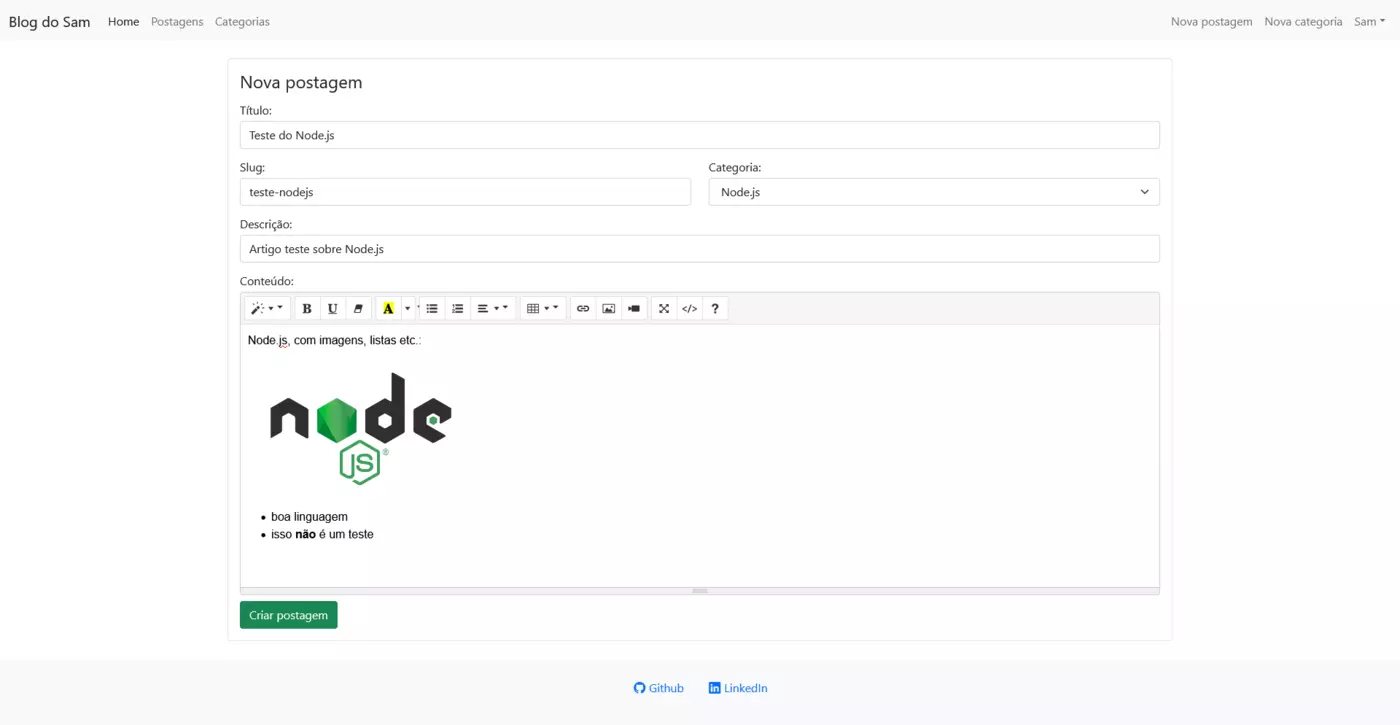 Blog do Sam Home Postagens Categorias Nova postagem Nova categoria Sam
Nova postagem
Título:
Teste do Node.js
Slug: Categoria:
teste-nodejs Node.js
Descrição:
Artigo teste sobre Node.js
Conteúdo:
B U A </> ?
Node.js, com imagens, listas etc.:
node
JS®
boa linguagem
isso não é um teste
Criar postagem
Github LinkedIn